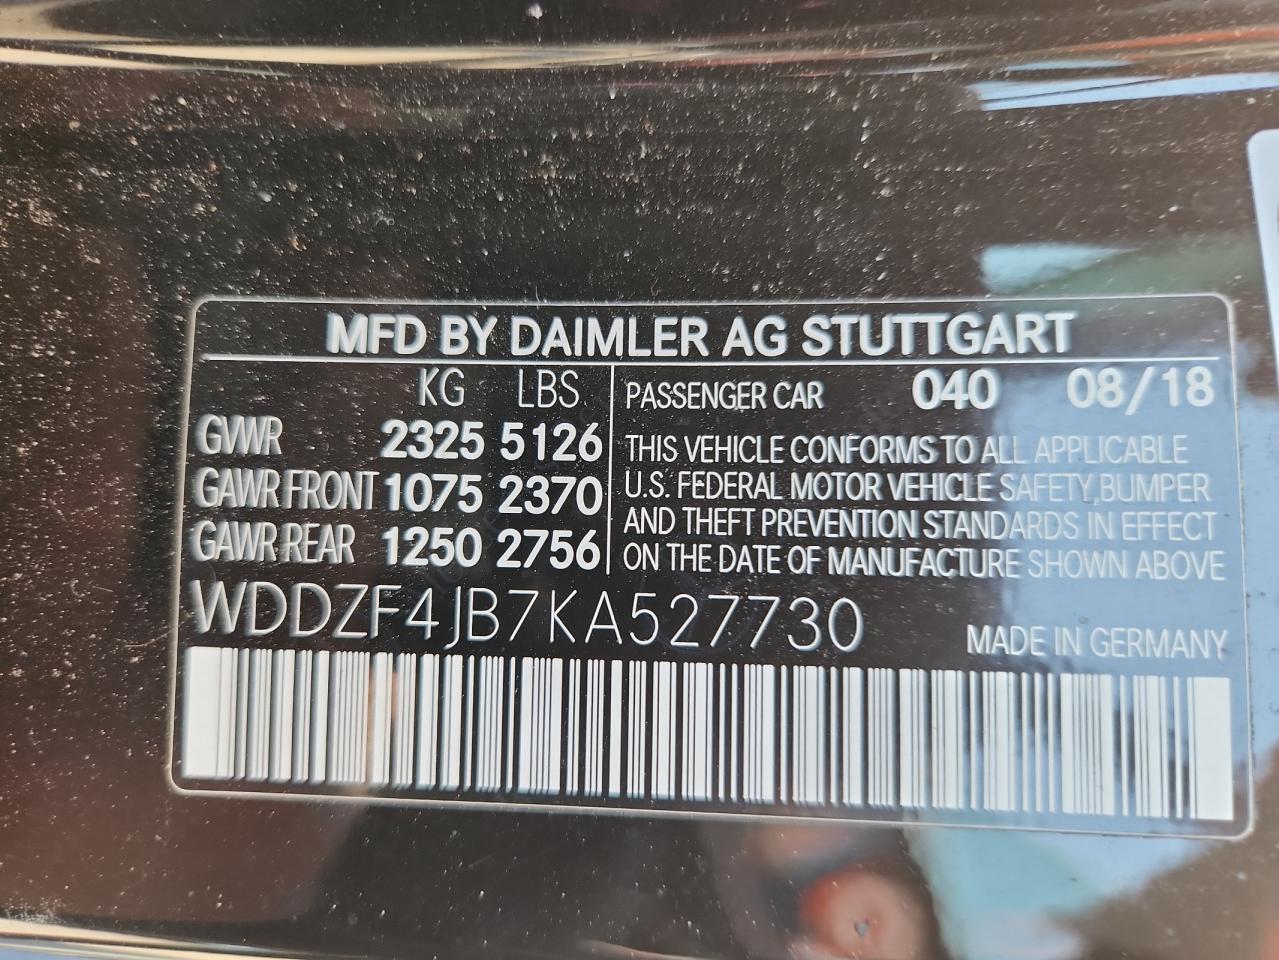 MFD BY DAIMLER AG STUTTGART
KG LBS
GVWR 2325 5126
GAWR FRONT 1075 2370
GAWR REAR 1250 2756
PASSENGER CAR 040 08/18
THIS VEHICLE CONFORMS TO ALL APPLICABLE
U.S. FEDERAL MOTOR VEHICLE SAFETY, BUMPER
AND THEFT PREVENTION STANDARDS IN EFFECT
ON THE DATE OF MANUFACTURE SHOWN ABOVE
WDDZF4JB7KA527730
MADE IN GERMANY